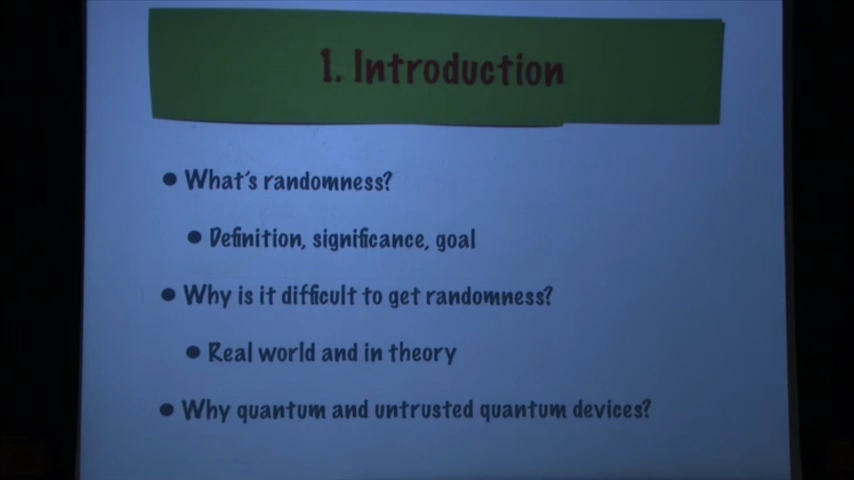 1. Introduction
● What's randomness?
● Definition, significance, goal
● Why is it difficult to get randomness?
● Real world and in theory
● Why quantum and untrusted quantum devices?